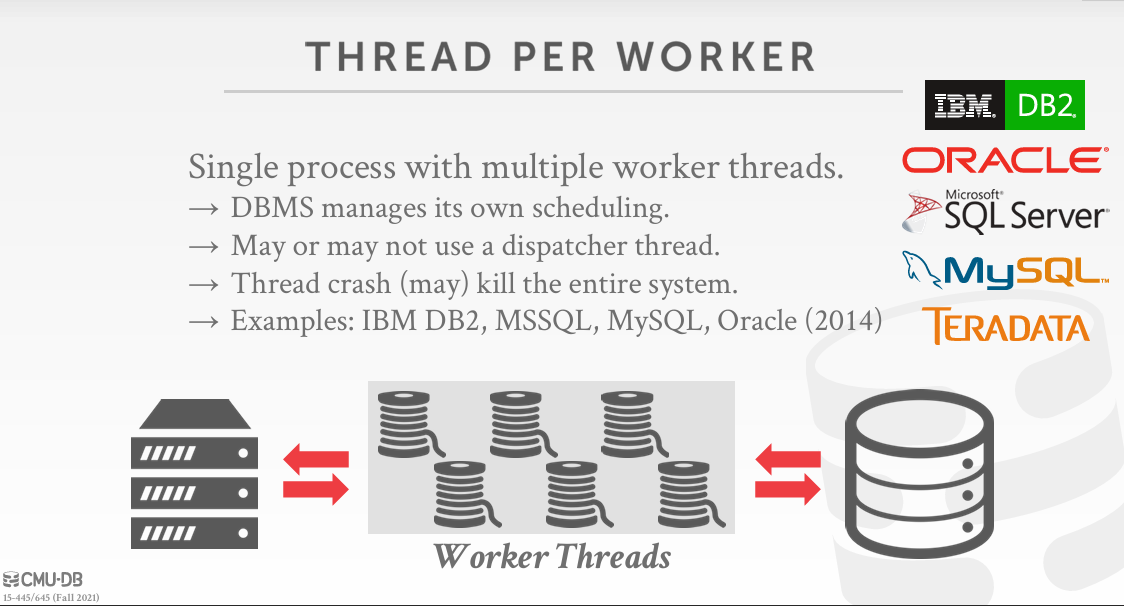 THREAD PER WORKER
IBM. DB2.
ORACLE®
Microsoft®
SQL Server®
MySQL™
TERADATA
Single process with multiple worker threads.
→ DBMS manages its own scheduling.
→ May or may not use a dispatcher thread.
→ Thread crash (may) kill the entire system.
→ Examples: IBM DB2, MSSQL, MySQL, Oracle (2014)
Worker Threads
CMU·DB
15-445/645 (Fall 2021)